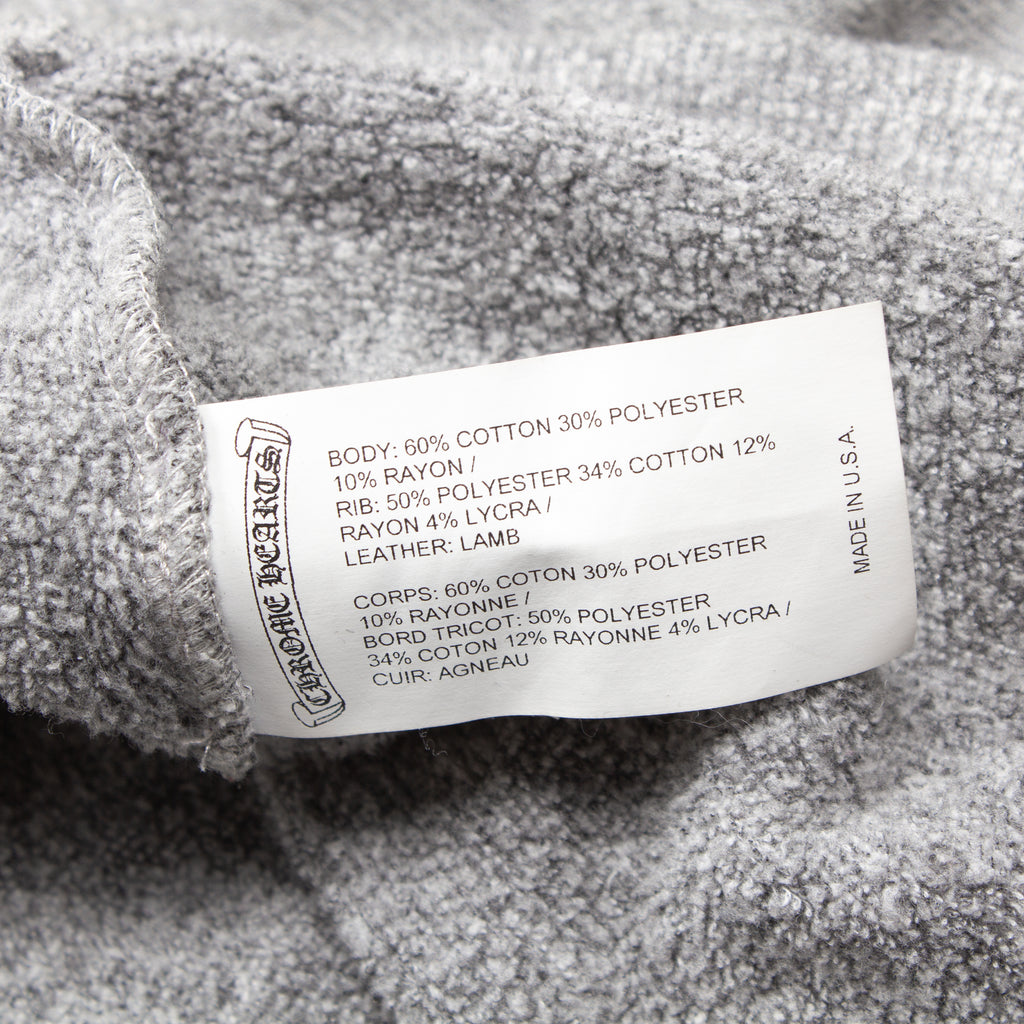 CHROME HEARTS
BODY: 60% COTTON 30% POLYESTER
10% RAYON /
RIB: 50% POLYESTER 34% COTTON 12%
RAYON 4% LYCRA /
LEATHER: LAMB
CORPS: 60% COTON 30% POLYESTER
10% RAYONNE /
BORD TRICOT: 50% POLYESTER
34% COTON 12% RAYONNE 4% LYCRA /
CUIR: AGNEAU
MADE IN U.S.A.